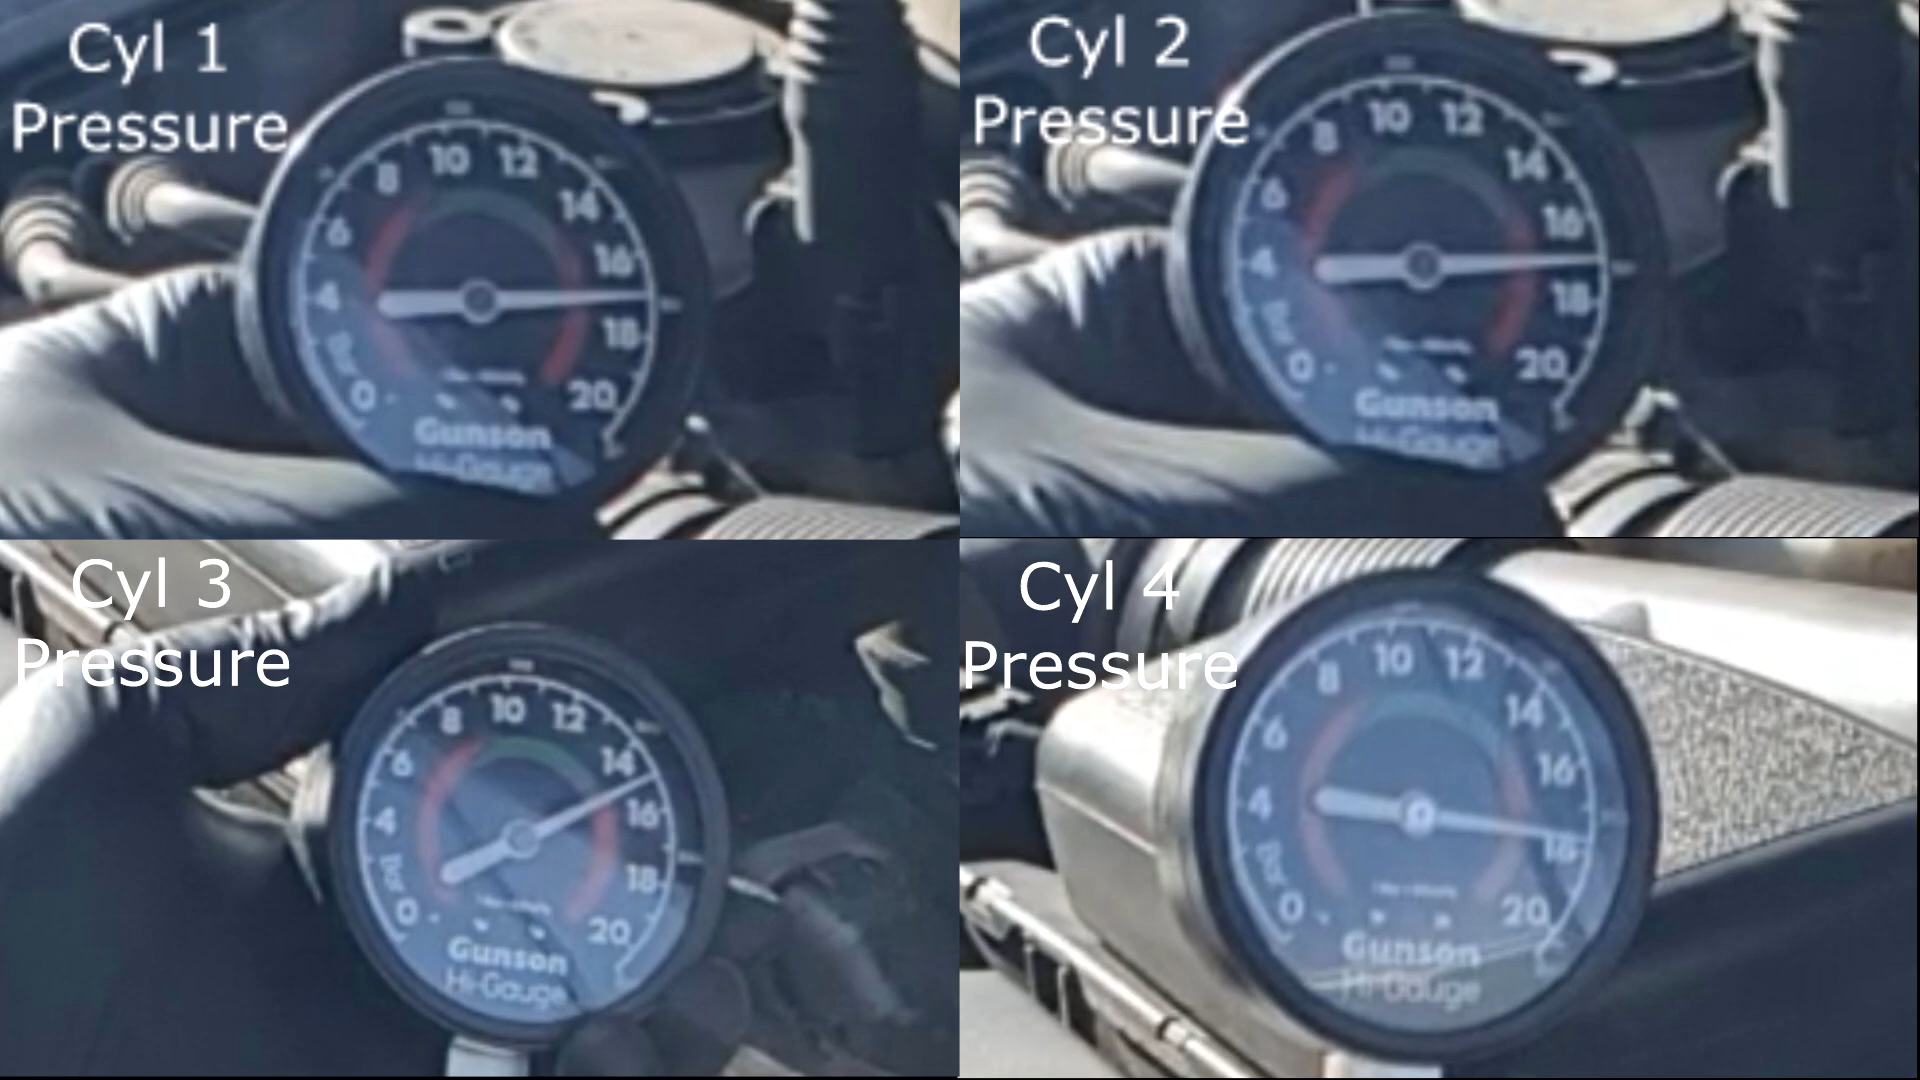 Cyl 1
Pressure
10 12
8
14
6
16
4
18
Bar
0
20
Gunson
Hi-Gauge
Cyl 2
Pressure
10 12
8
14
6
16
4
18
Bar
0
20
Gunson
Hi-Gauge
Cyl 3
Pressure
10 12
8
14
6
16
4
18
Bar
0
20
Gunson
Hi-Gauge
Cyl 4
Pressure
10 12
8
14
6
16
4
18
Bar
0
20
Gunson
Hi-Gauge